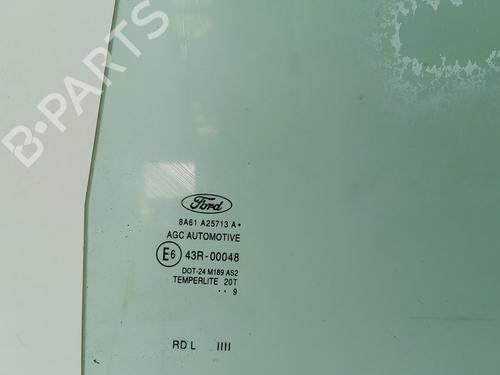 B-PARTS
Ford
8A61 A25713 A*
AGC AUTOMOTIVE
E6 43R-00048
DOT-24 M189 AS2
TEMPERLITE 20T
·· 9
RD L IIII